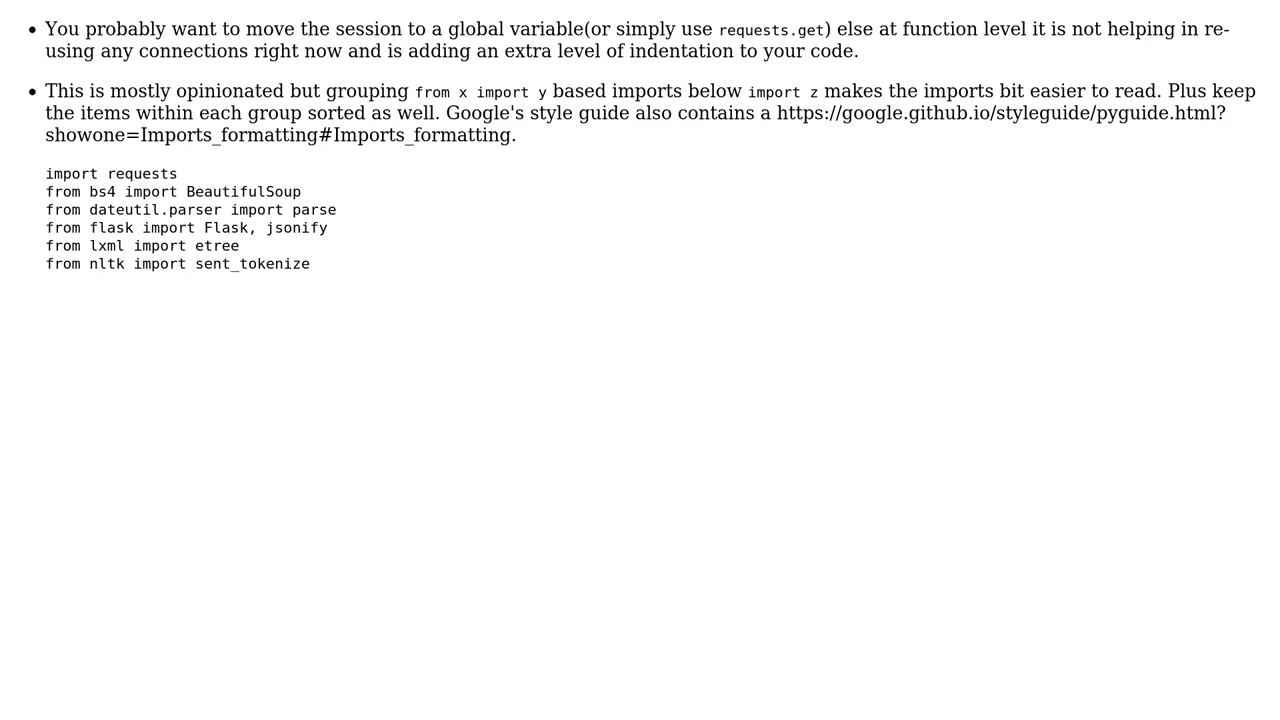 You probably want to move the session to a global variable(or simply use requests.get) else at function level it is not helping in re-
using any connections right now and is adding an extra level of indentation to your code.
This is mostly opinionated but grouping from x import y based imports below import z makes the imports bit easier to read. Plus keep
the items within each group sorted as well. Google's style guide also contains a https://google.github.io/styleguide/pyguide.html?
showone=Imports_formatting#Imports_formatting.
import requests
from bs4 import BeautifulSoup
from dateutil.parser import parse
from flask import Flask, jsonify
from lxml import etree
from nltk import sent_tokenize